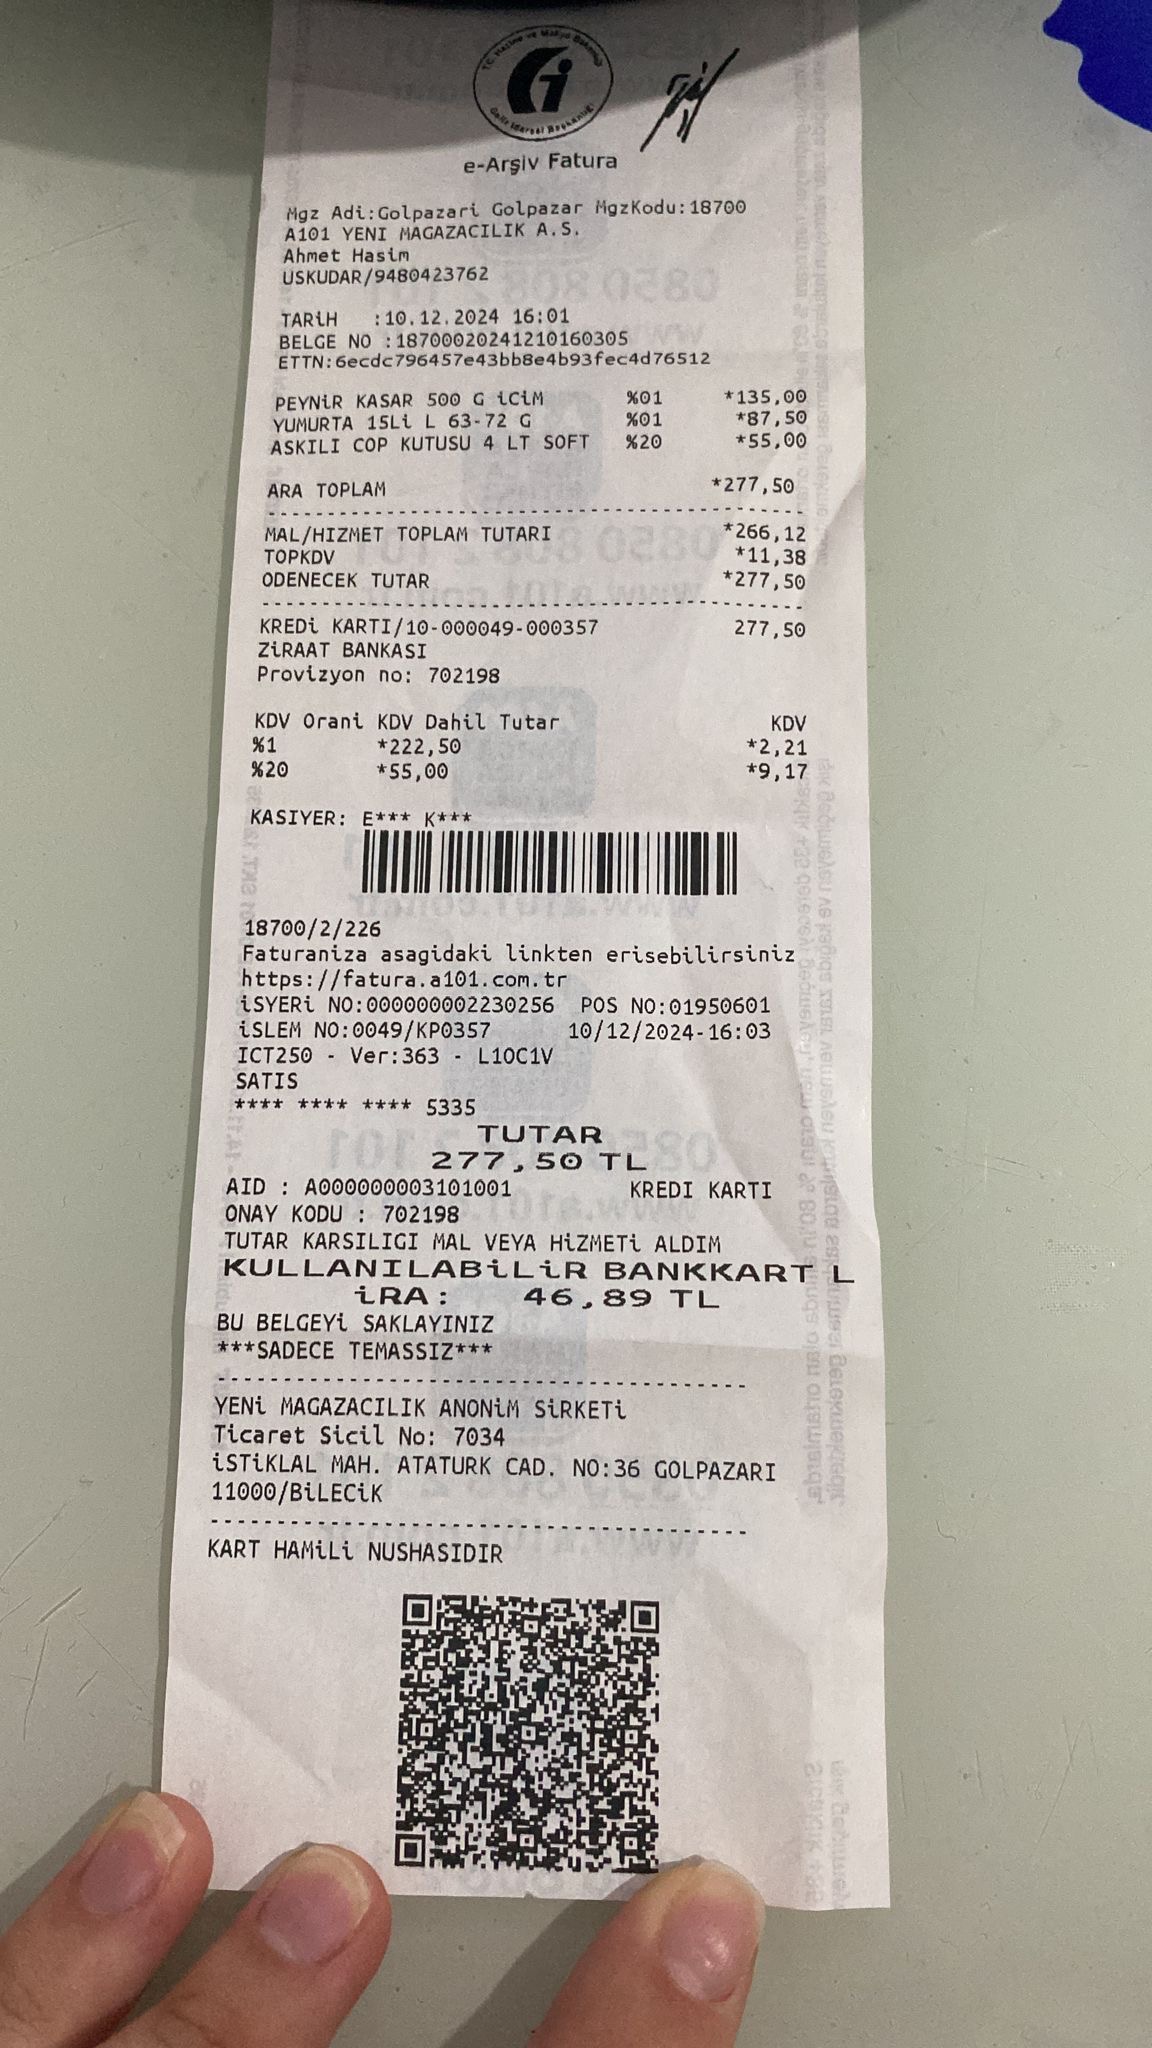 T.C. Hazine ve Maliye Bakanlığı
Gelir İdaresi Başkanlığı
e-Arşiv Fatura
Mgz Adi:Golpazari Golpazar MgzKodu:18700
A101 YENI MAGAZACILIK A.S.
Ahmet Hasim
USKUDAR/9480423762
TARiH :10.12.2024 16:01
BELGE NO :187000202412101​60305
ETTN:6ecdc796457e43bb8e4b93fec4d76512
PEYNiR KASAR 500 G iCiM %01 *135,00
YUMURTA 15Li L 63-72 G %01 *87,50
ASKILI COP KUTUSU 4 LT SOFT %20 *55,00
ARA TOPLAM *277,50
MAL/HIZMET TOPLAM TUTARI *266,12
TOPKDV *11,38
ODENECEK TUTAR *277,50
KREDi KARTI/10-000049-000357 277,50
ZiRAAT BANKASI
Provizyon no: 702198
KDV Orani KDV Dahil Tutar KDV
%1 *222,50 *2,21
%20 *55,00 *9,17
KASIYER: E*** K***
18700/2/226
Faturaniza asagidaki linkten erisebilirsiniz
https://fatura.a101.com.tr
iSYERi NO:000000002230256 POS NO:01950601
iSLEM NO:0049/KP0357 10/12/2024-16:03
ICT250 - Ver:363 - L10C1V
SATIS
**** **** **** 5335
TUTAR
277,50 TL
AID : A0000000031​01001 KREDI KARTI
ONAY KODU : 702198
TUTAR KARSILIGI MAL VEYA HiZMETi ALDIM
KULLANILABiLiR BANKKART L
iRA: 46,89 TL
BU BELGEYi SAKLAYINIZ
***SADECE TEMASSIZ***
YENi MAGAZACILIK ANONiM SiRKETi
Ticaret Sicil No: 7034
iSTiKLAL MAH. ATATURK CAD. NO:36 GOLPAZARI
11000/BiLECiK
KART HAMiLi NUSHASIDIR